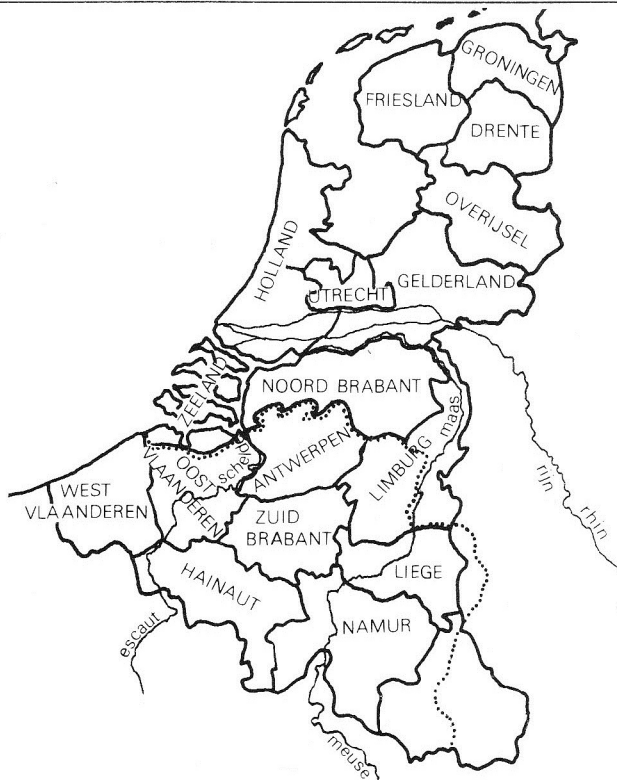 GRONINGEN
FRIESLAND
DRENTE
OVERIJSEL
HOLLAND
GELDERLAND
UTRECHT
ZEELAND
NOORD BRABANT
maas
rijn
rhin
ANTWERPEN
LIMBURG
schelde
OOST
VLAANDEREN
WEST
VLAANDEREN
ZUID
BRABANT
HAINAUT
LIEGE
NAMUR
escaut
meuse